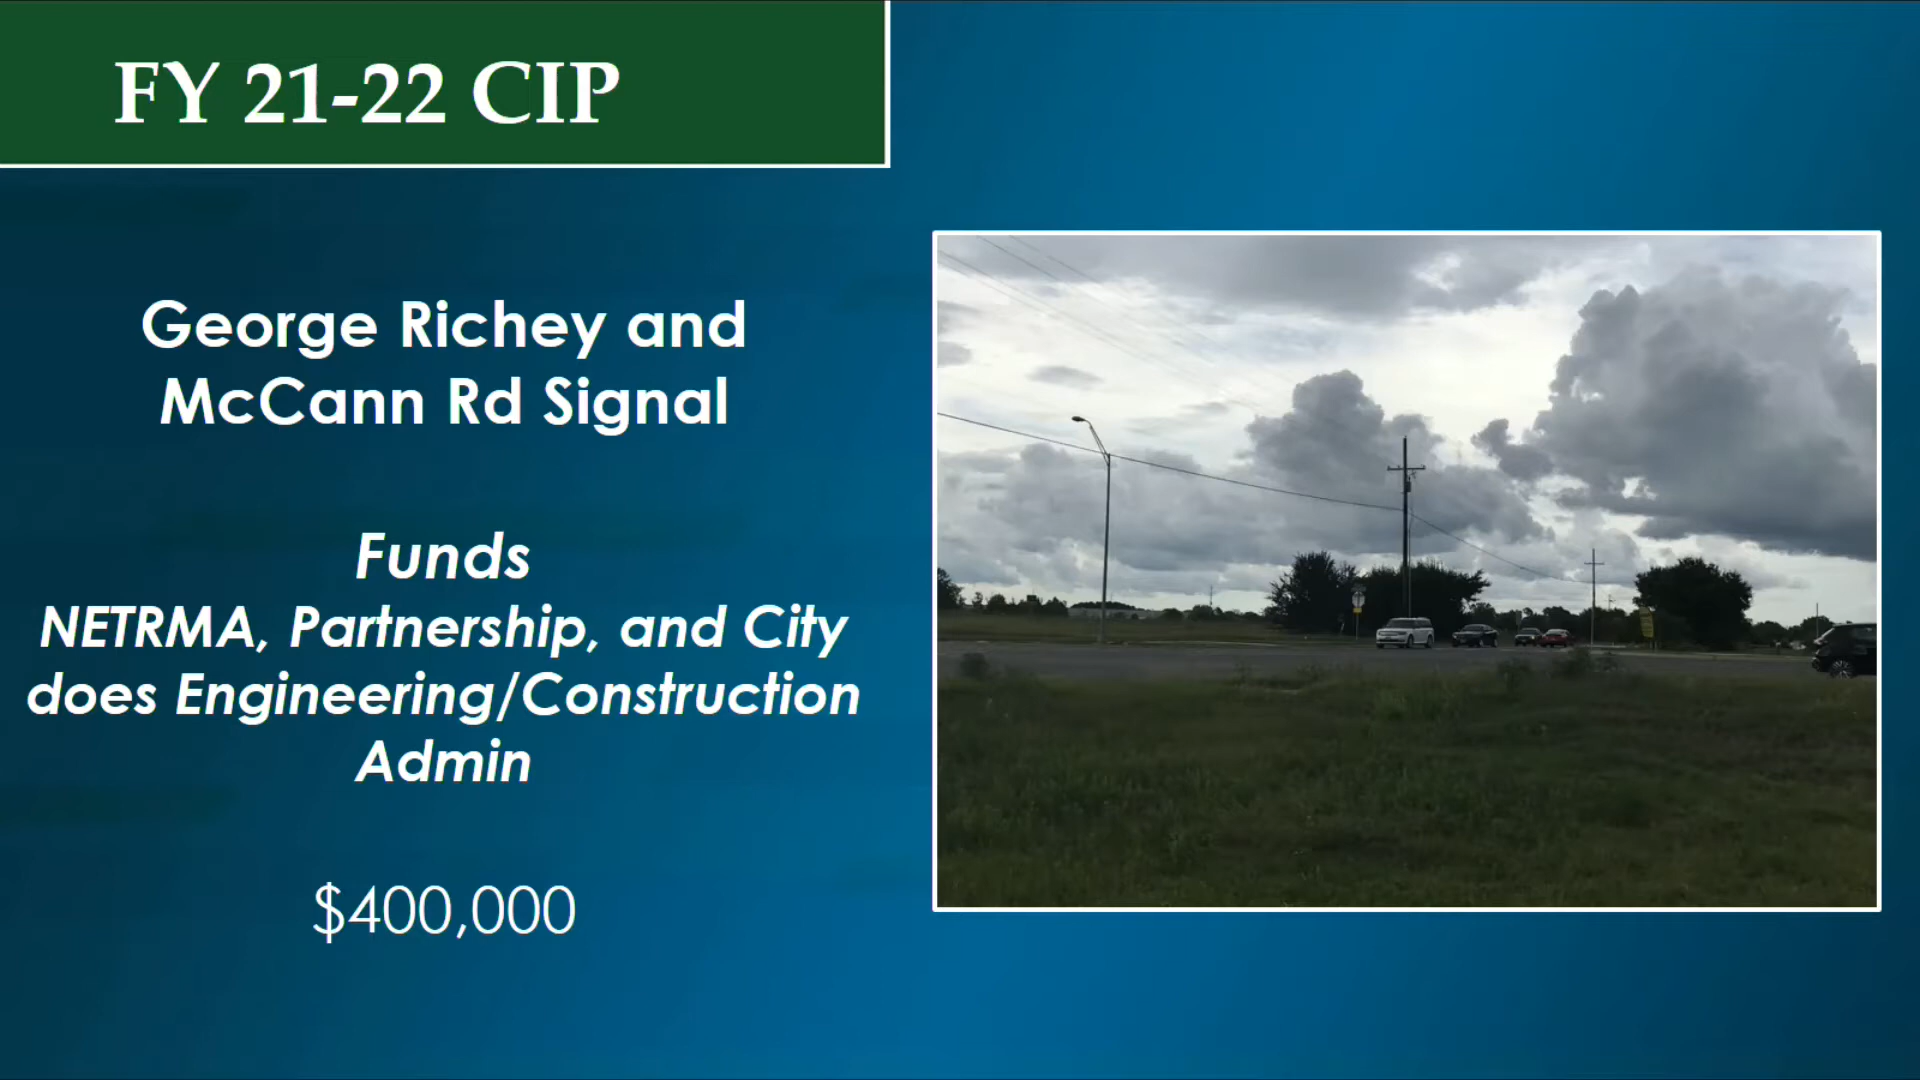 FY 21-22 CIP
George Richey and
McCann Rd Signal
Funds
NETRMA, Partnership, and City
does Engineering/Construction
Admin
$400,000